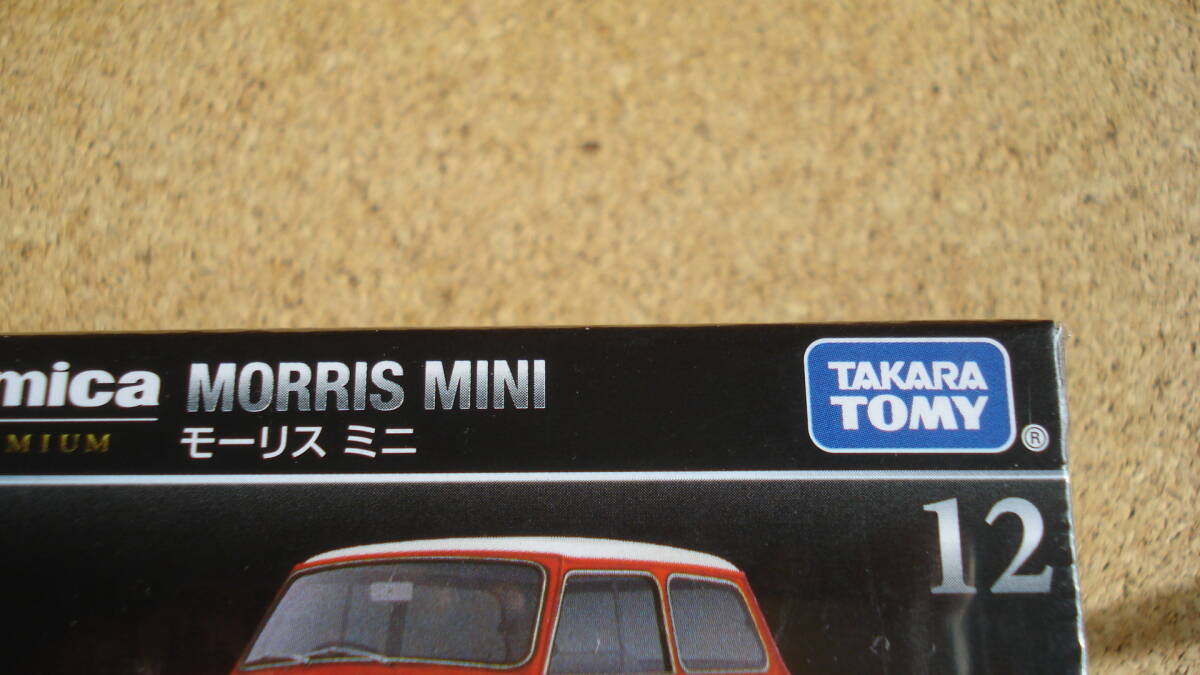 mica MORRIS MINI
MIUM モーリス ミニ
TAKARA
TOMY
®
12